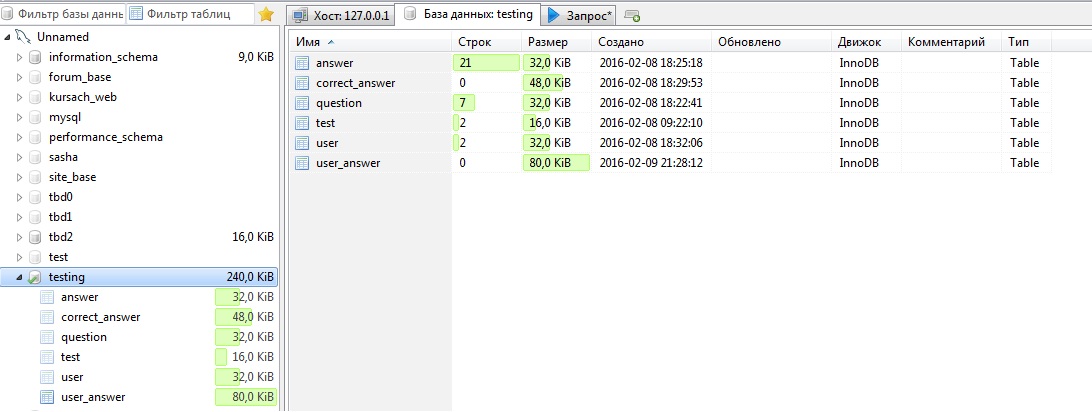 Фильтр базы данн Фильтр таблиц
Unnamed
information_schema 9,0 KiB
forum_base
kursach_web
mysql
performance_schema
sasha
site_base
tbd0
tbd1
tbd2 16,0 KiB
test
testing 240,0 KiB
answer 32,0 KiB
correct_answer 48,0 KiB
question 32,0 KiB
test 16,0 KiB
user 32,0 KiB
user_answer 80,0 KiB
Хост: 127.0.0.1 База данных: testing Запрос*
Имя Строк Размер Создано Обновлено Движок Комментарий Тип
answer 21 32,0 KiB 2016-02-08 18:25:18 InnoDB Table
correct_answer 0 48,0 KiB 2016-02-08 18:29:53 InnoDB Table
question 7 32,0 KiB 2016-02-08 18:22:41 InnoDB Table
test 2 16,0 KiB 2016-02-08 09:22:10 InnoDB Table
user 2 32,0 KiB 2016-02-08 18:32:06 InnoDB Table
user_answer 0 80,0 KiB 2016-02-09 21:28:12 InnoDB Table